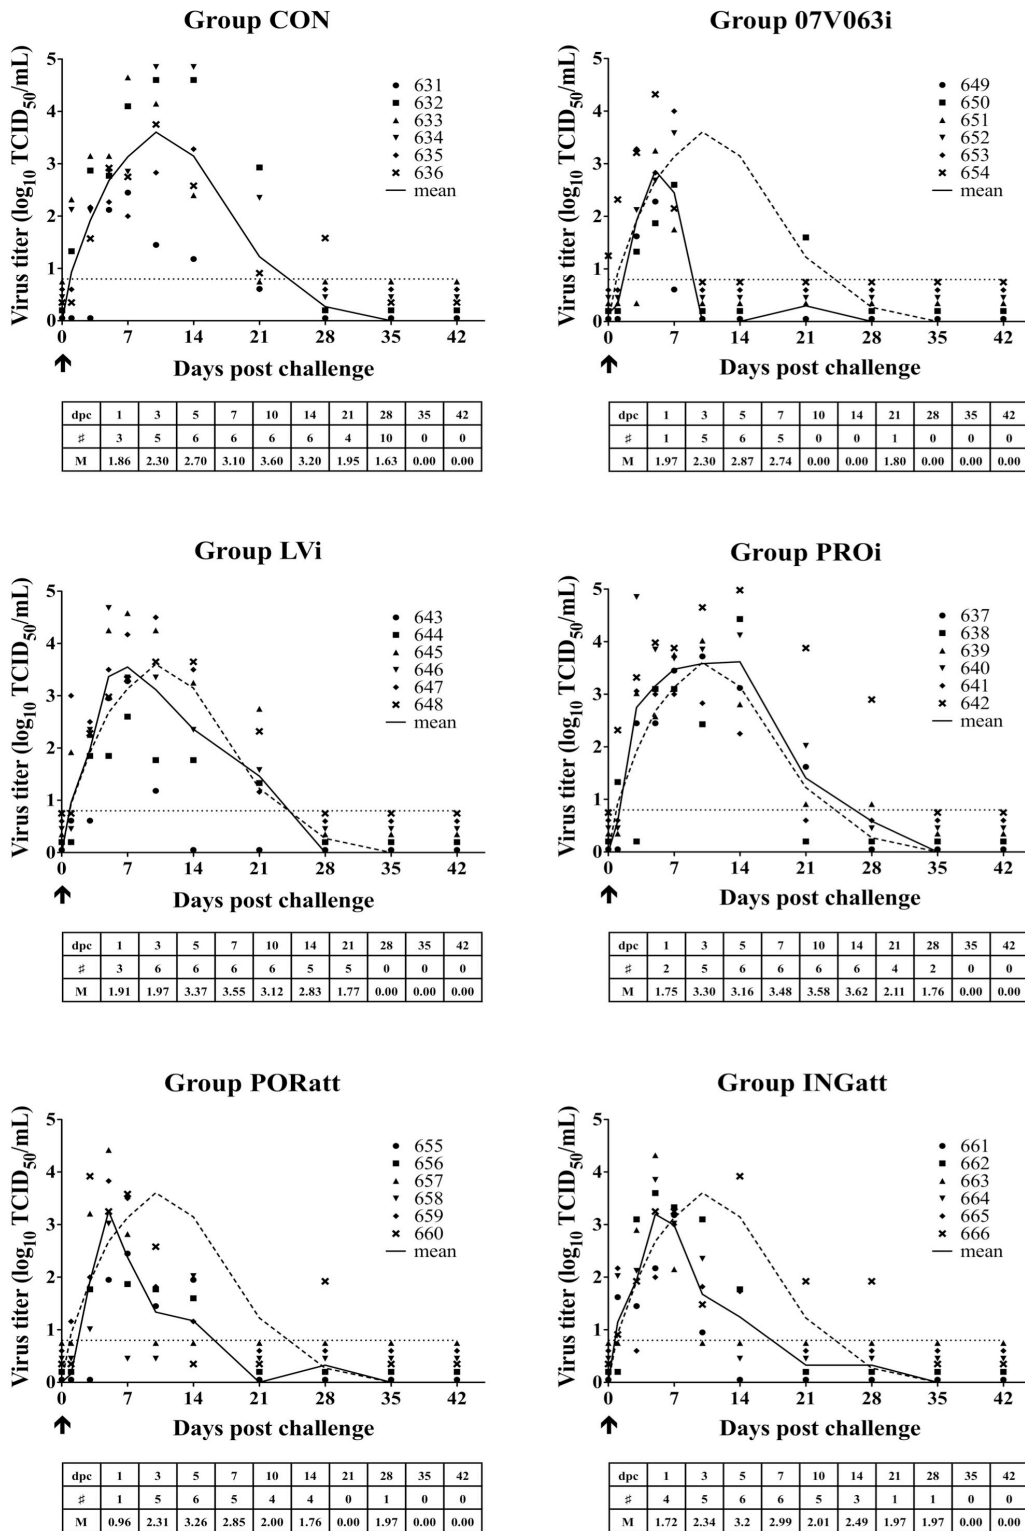 Group CON
Virus titer (log10 TCID50/mL)
5
4
3
2
1
0
631
632
633
634
635
636
mean
0 7 14 21 28 35 42
Days post challenge
dpc 1 3 5 7 10 14 21 28 35 42
# 3 5 6 6 6 6 4 10 0 0
M 1.86 2.30 2.70 3.10 3.60 3.20 1.95 1.63 0.00 0.00
Group 07V063i
Virus titer (log10 TCID50/mL)
5
4
3
2
1
0
649
650
651
652
653
654
mean
0 7 14 21 28 35 42
Days post challenge
dpc 1 3 5 7 10 14 21 28 35 42
# 1 5 6 5 0 0 1 0 0 0
M 1.97 2.30 2.87 2.74 0.00 0.00 1.80 0.00 0.00 0.00
Group LVi
Virus titer (log10 TCID50/mL)
5
4
3
2
1
0
643
644
645
646
647
648
mean
0 7 14 21 28 35 42
Days post challenge
dpc 1 3 5 7 10 14 21 28 35 42
# 3 6 6 6 6 5 5 0 0 0
M 1.91 1.97 3.37 3.55 3.12 2.83 1.77 0.00 0.00 0.00
Group PROi
Virus titer (log10 TCID50/mL)
5
4
3
2
1
0
637
638
639
640
641
642
mean
0 7 14 21 28 35 42
Days post challenge
dpc 1 3 5 7 10 14 21 28 35 42
# 2 5 6 6 6 6 4 2 0 0
M 1.75 3.30 3.16 3.48 3.58 3.62 2.11 1.76 0.00 0.00
Group PORatt
Virus titer (log10 TCID50/mL)
5
4
3
2
1
0
655
656
657
658
659
660
mean
0 7 14 21 28 35 42
Days post challenge
dpc 1 3 5 7 10 14 21 28 35 42
# 1 5 6 5 4 4 0 1 0 0
M 0.96 2.31 3.26 2.85 2.00 1.76 0.00 1.97 0.00 0.00
Group INGatt
Virus titer (log10 TCID50/mL)
5
4
3
2
1
0
661
662
663
664
665
666
mean
0 7 14 21 28 35 42
Days post challenge
dpc 1 3 5 7 10 14 21 28 35 42
# 4 5 6 6 5 3 1 1 0 0
M 1.72 2.34 3.2 2.99 2.01 2.49 1.97 1.97 0.00 0.00